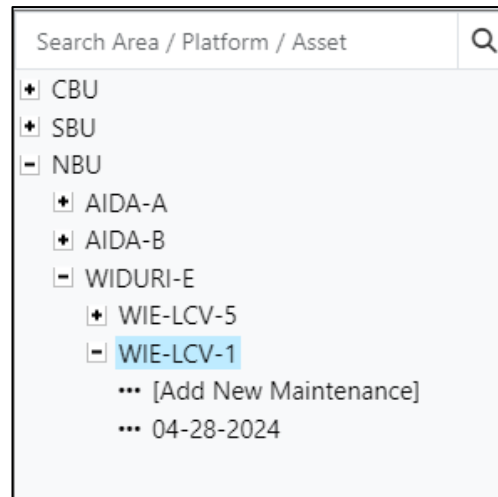 Search Area / Platform / Asset
CBU
SBU
NBU
AIDA-A
AIDA-B
WIDURI-E
WIE-LCV-5
WIE-LCV-1
[Add New Maintenance]
04-28-2024